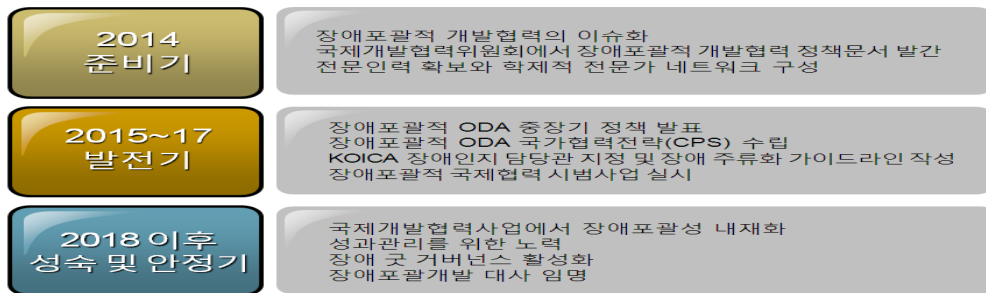 2014
준비기
장애포괄적 개발협력의 이슈화
국제개발협력위원회에서 장애포괄적 개발협력 정책문서 발간
전문인력 확보와 학제적 전문가 네트워크 구성
2015~17
발전기
장애포괄적 ODA 중장기 정책 발표
장애포괄적 ODA 국가협력전략(CPS) 수립
KOICA 장애인지 담당관 지정 및 장애 주류화 가이드라인 작성
장애포괄적 국제협력 시범사업 실시
2018 이후
성숙 및 안정기
국제개발협력사업에서 장애포괄성 내재화
성과관리를 위한 노력
장애 굿 거버넌스 활성화
장애포괄개발 대사 임명